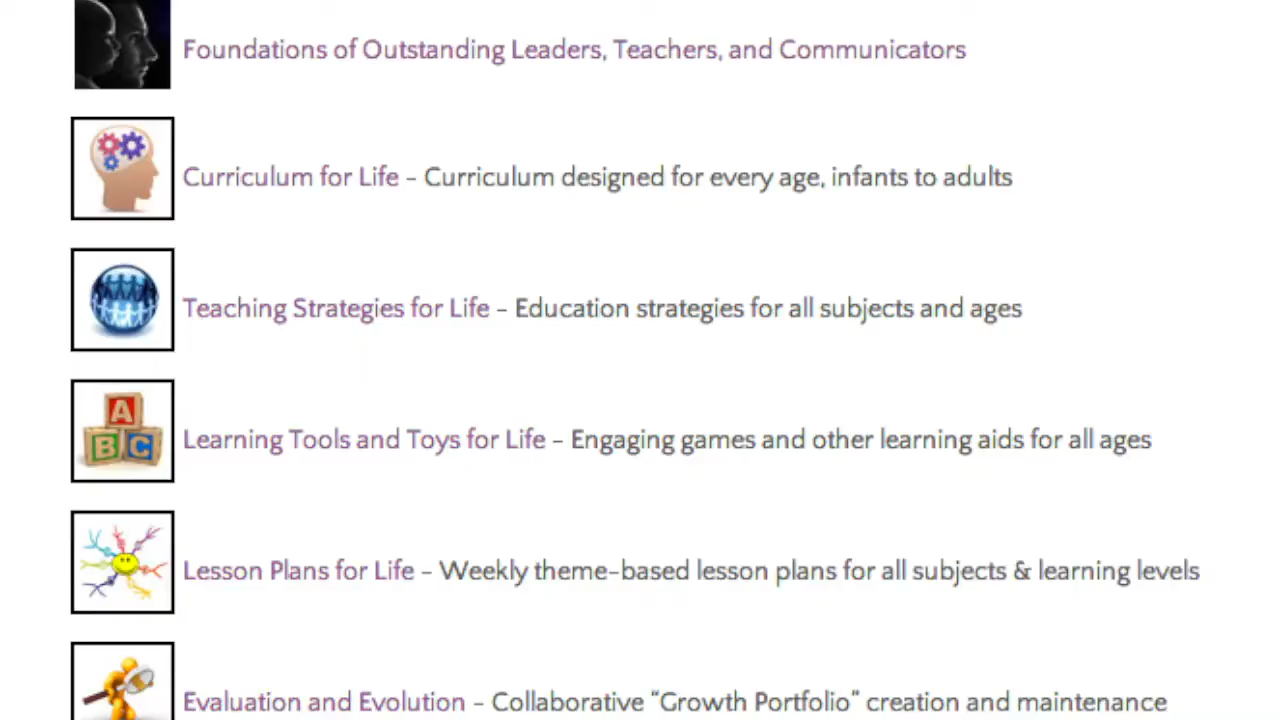 Foundations of Outstanding Leaders, Teachers, and Communicators
Curriculum for Life - Curriculum designed for every age, infants to adults
Teaching Strategies for Life - Education strategies for all subjects and ages
A
B C
Learning Tools and Toys for Life - Engaging games and other learning aids for all ages
Lesson Plans for Life - Weekly theme-based lesson plans for all subjects & learning levels
Evaluation and Evolution - Collaborative “Growth Portfolio” creation and maintenance